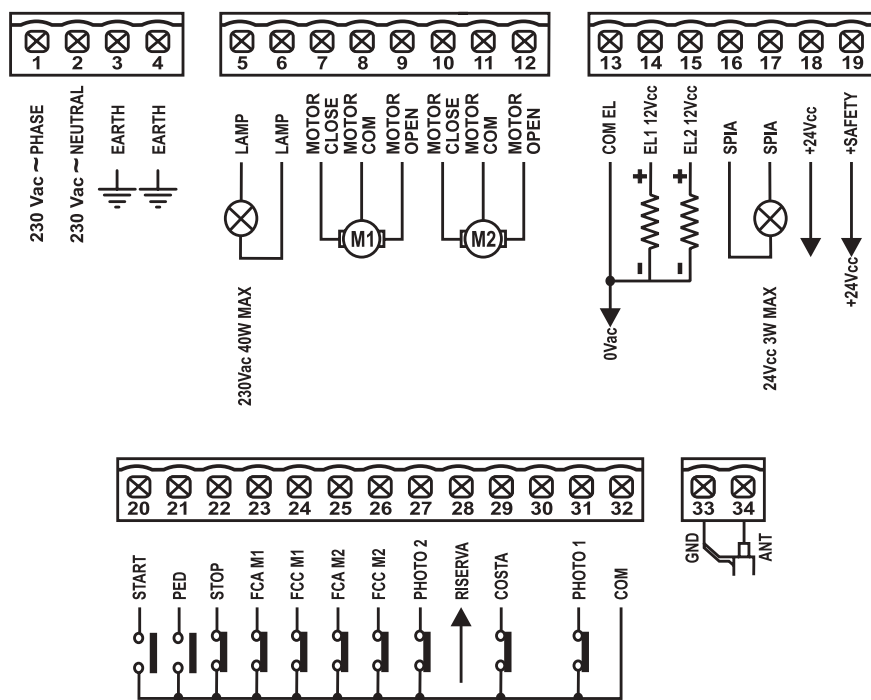 1 2 3 4
5 6 7 8 9 10 11 12
13 14 15 16 17 18 19
230 Vac ~ PHASE
230 Vac ~ NEUTRAL
EARTH
EARTH
LAMP
LAMP
MOTOR
CLOSE
MOTOR
COM
MOTOR
OPEN
MOTOR
CLOSE
MOTOR
COM
MOTOR
OPEN
COM EL
EL1 12Vcc
EL2 12Vcc
SPIA
SPIA
+24Vcc
+SAFETY
+ +
M1 M2
- -
230Vac 40W MAX
0Vac
24Vcc 3W MAX
+24Vcc
20 21 22 23 24 25 26 27 28 29 30 31 32
33 34
START
PED
STOP
FCA M1
FCC M1
FCA M2
FCC M2
PHOTO 2
RISERVA
COSTA
PHOTO 1
COM
GND
ANT